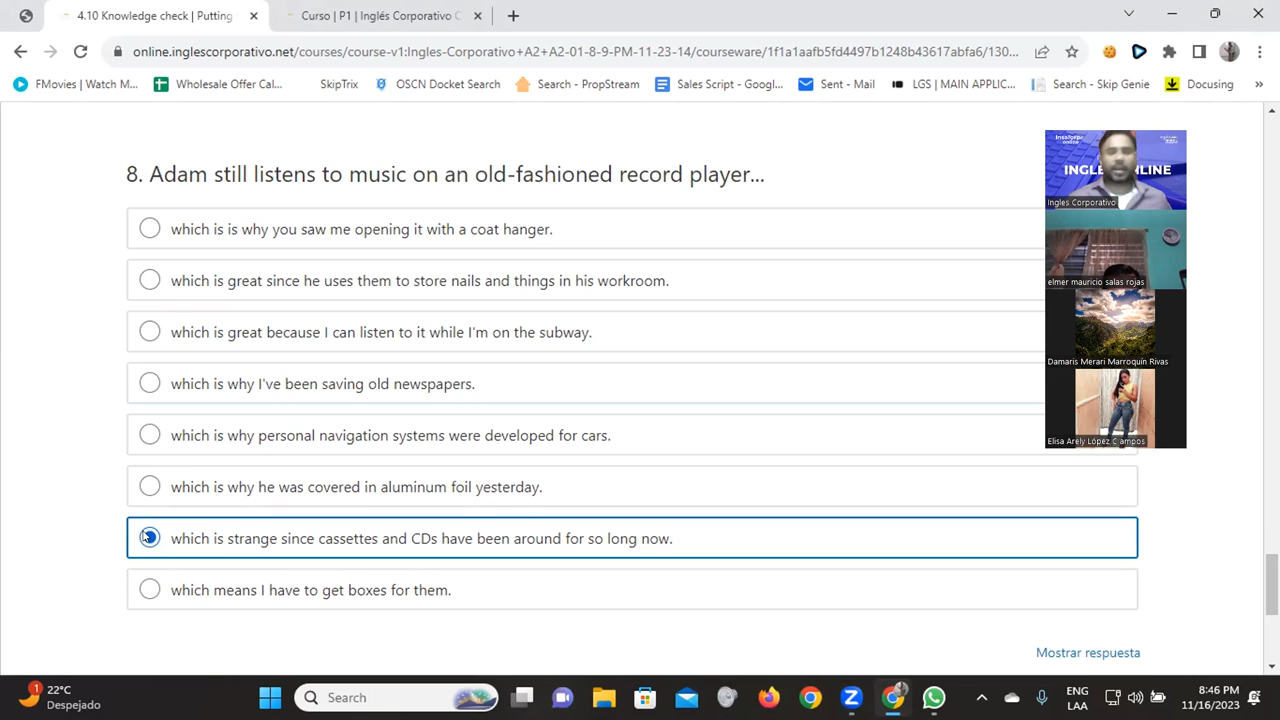 4.10 Knowledge check | Putting
Curso | P1 | Inglés Corporativo C
online.inglescorporativo.net/courses/course-v1:Ingles-Corporativo+A2+A2-01-8-9-PM-11-23-14/courseware/1f1a1aafb5fd4497b1248b43617abfa6/130...
FMovies | Watch M...
Wholesale Offer Cal...
SkipTrix
OSCN Docket Search
Search - PropStream
Sales Script - Googl...
Sent - Mail
LGS | MAIN APPLIC...
Search - Skip Genie
Docusing
»
8. Adam still listens to music on an old-fashioned record player...
which is is why you saw me opening it with a coat hanger.
which is great since he uses them to store nails and things in his workroom.
which is great because I can listen to it while I'm on the subway.
which is why I've been saving old newspapers.
which is why personal navigation systems were developed for cars.
which is why he was covered in aluminum foil yesterday.
which is strange since cassettes and CDs have been around for so long now.
which means I have to get boxes for them.
Mostrar respuesta
Ingles Corporativo
elmer mauricio salas rojas
Damaris Merari Marroquín Rivas
Elisa Arely López C ampos
1
22°C
Despejado
Search
ENG
LAA
8:46 PM
11/16/2023